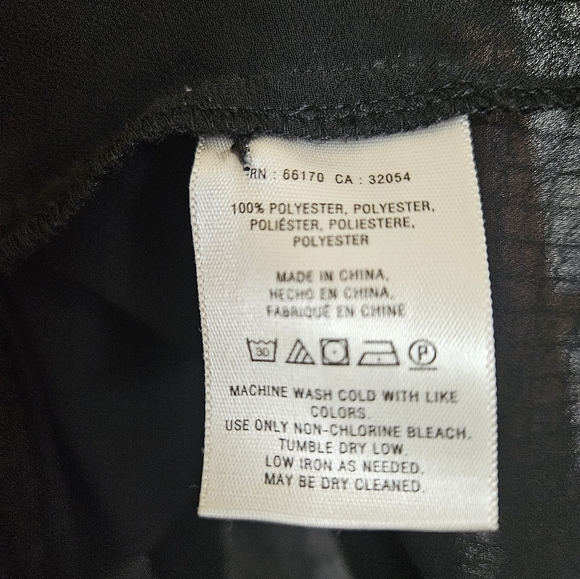 RN : 66170 CA : 32054
100% POLYESTER, POLYESTER,
POLIÉSTER, POLIESTERE,
POLYESTER
MADE IN CHINA,
HECHO EN CHINA,
FABRIQUÉ EN CHINE
30 P
MACHINE WASH COLD WITH LIKE
COLORS.
USE ONLY NON-CHLORINE BLEACH.
TUMBLE DRY LOW.
LOW IRON AS NEEDED.
MAY BE DRY CLEANED.